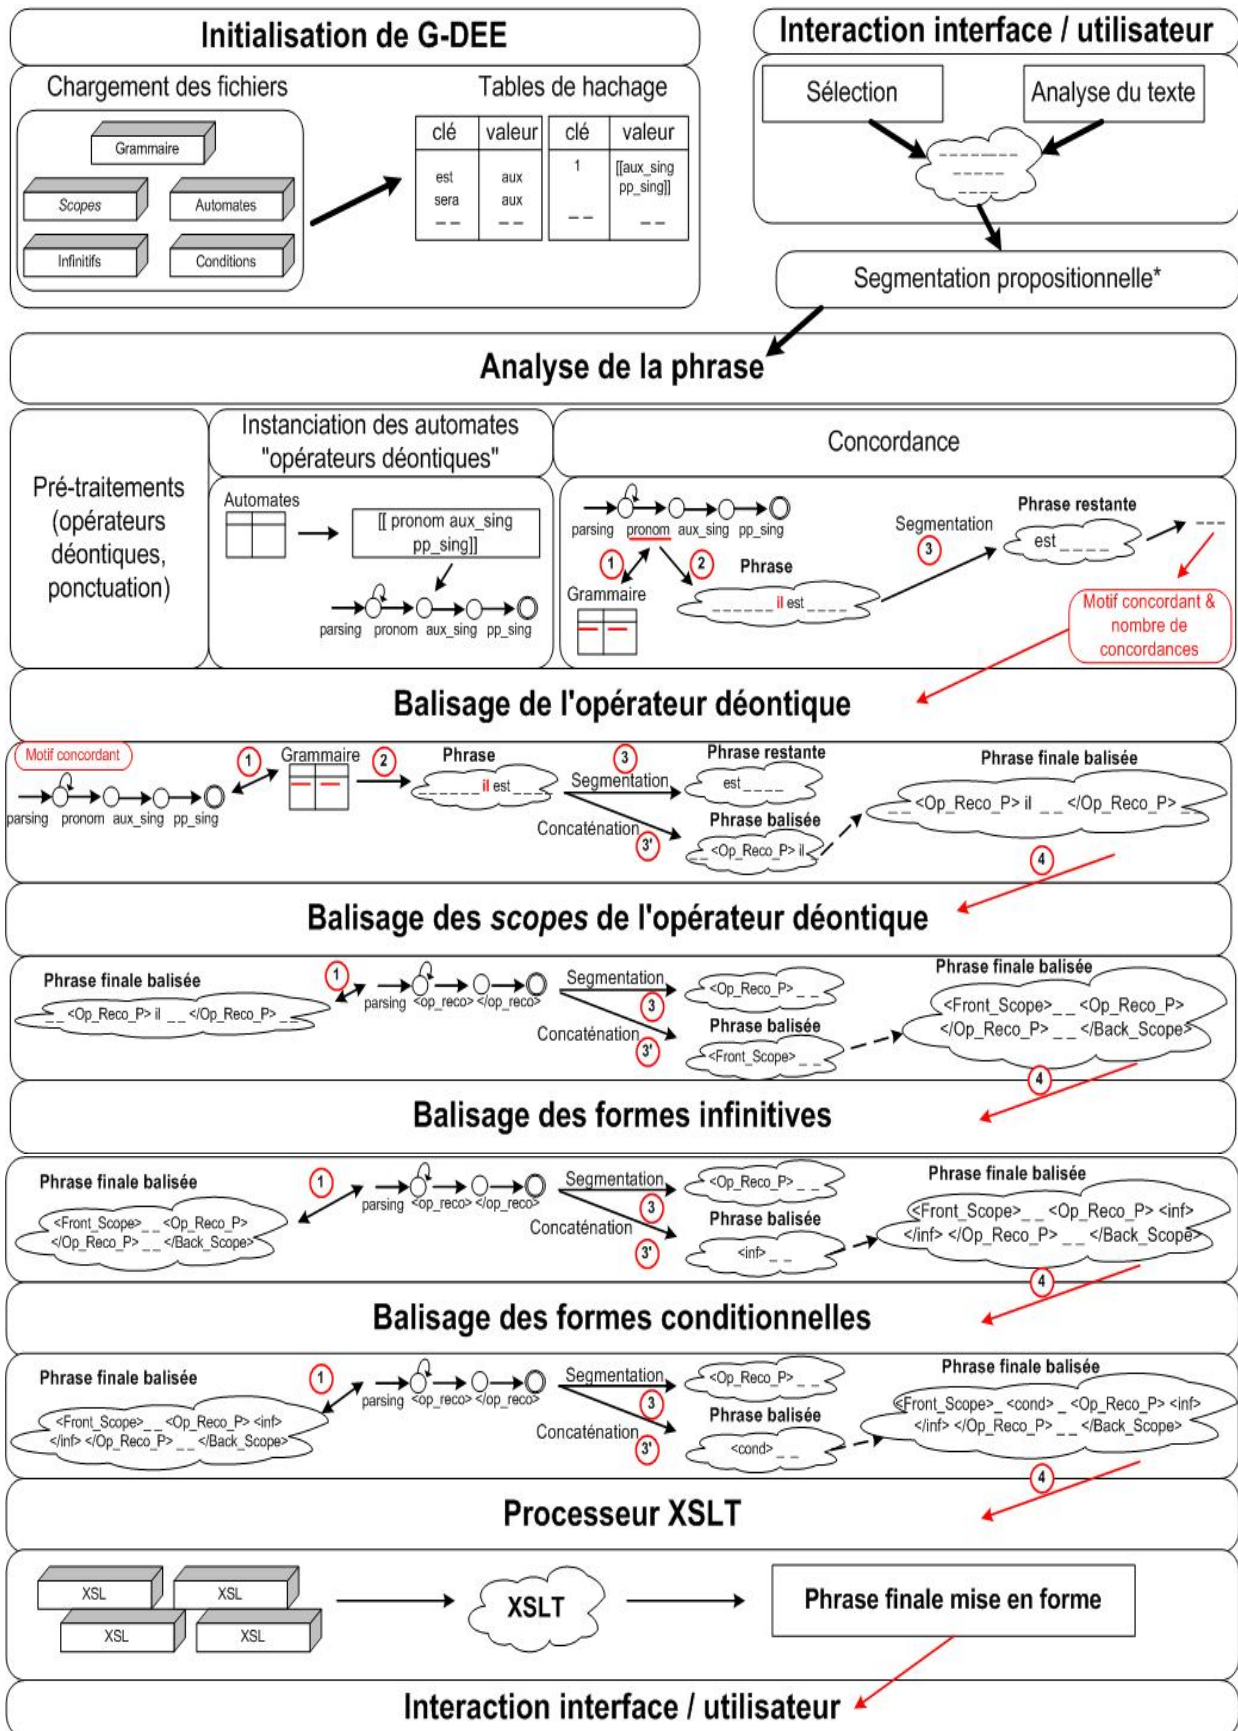 Initialisation de G-DEE
Chargement des fichiers
Grammaire
Scopes
Automates
Infinitifs
Conditions
Tables de hachage
clé valeur clé valeur
est aux 1 [[aux_sing
sera aux pp_sing]]
_ _ _ _ _ _ _ _
Interaction interface / utilisateur
Sélection
Analyse du texte
_ _ _ _ _ _ _
_ _ _ _ _
_ _ _ _
Segmentation propositionnelle*
Analyse de la phrase
Pré-traitements
(opérateurs
déontiques,
ponctuation)
Instanciation des automates
"opérateurs déontiques"
Automates
[[ pronom aux_sing
pp_sing]]
parsing pronom aux_sing pp_sing
Concordance
parsing pronom aux_sing pp_sing
1
2
Grammaire
Phrase
_ _ _ _ _ _ il est _ _ _ _
Segmentation
3
Phrase restante
est _ _ _ _
_ _ _
Motif concordant &
nombre de
concordances
Balisage de l'opérateur déontique
Motif concordant
parsing pronom aux_sing pp_sing
1
Grammaire
2
Phrase
_ _ _ _ _ _ il est _ _ _ _
3
Segmentation
Concaténation
3'
Phrase restante
est _ _ _ _
Phrase balisée
_ _ <Op_Reco_P> il _
Phrase finale balisée
_ _ <Op_Reco_P> il _ _ </Op_Reco_P> _ _
4
Balisage des scopes de l'opérateur déontique
Phrase finale balisée
_ _ <Op_Reco_P> il _ _ </Op_Reco_P> _ _
1
parsing <op_reco> </op_reco>
Segmentation
3
Concaténation
3'
<Op_Reco_P> _ _
Phrase balisée
<Front_Scope> _ _
Phrase finale balisée
<Front_Scope>_ _ <Op_Reco_P>
</Op_Reco_P> _ _ </Back_Scope>
4
Balisage des formes infinitives
Phrase finale balisée
<Front_Scope>_ _ <Op_Reco_P>
</Op_Reco_P> _ _ </Back_Scope>
1
parsing <op_reco> </op_reco>
Segmentation
3
Concaténation
3'
<Op_Reco_P> _ _
Phrase balisée
<inf> _ _
Phrase finale balisée
<Front_Scope>_ _ <Op_Reco_P> <inf>
</inf> </Op_Reco_P> _ _ </Back_Scope>
4
Balisage des formes conditionnelles
Phrase finale balisée
<Front_Scope>_ _ <Op_Reco_P> <inf>
</inf> </Op_Reco_P> _ _ </Back_Scope>
1
parsing <op_reco> </op_reco>
Segmentation
3
Concaténation
3'
<Op_Reco_P> _ _
Phrase balisée
<cond> _ _
Phrase finale balisée
<Front_Scope>_ <cond> _ <Op_Reco_P> <inf>
</inf> </Op_Reco_P> _ _ </Back_Scope>
4
Processeur XSLT
XSL
XSL
XSL
XSL
XSLT
Phrase finale mise en forme
Interaction interface / utilisateur